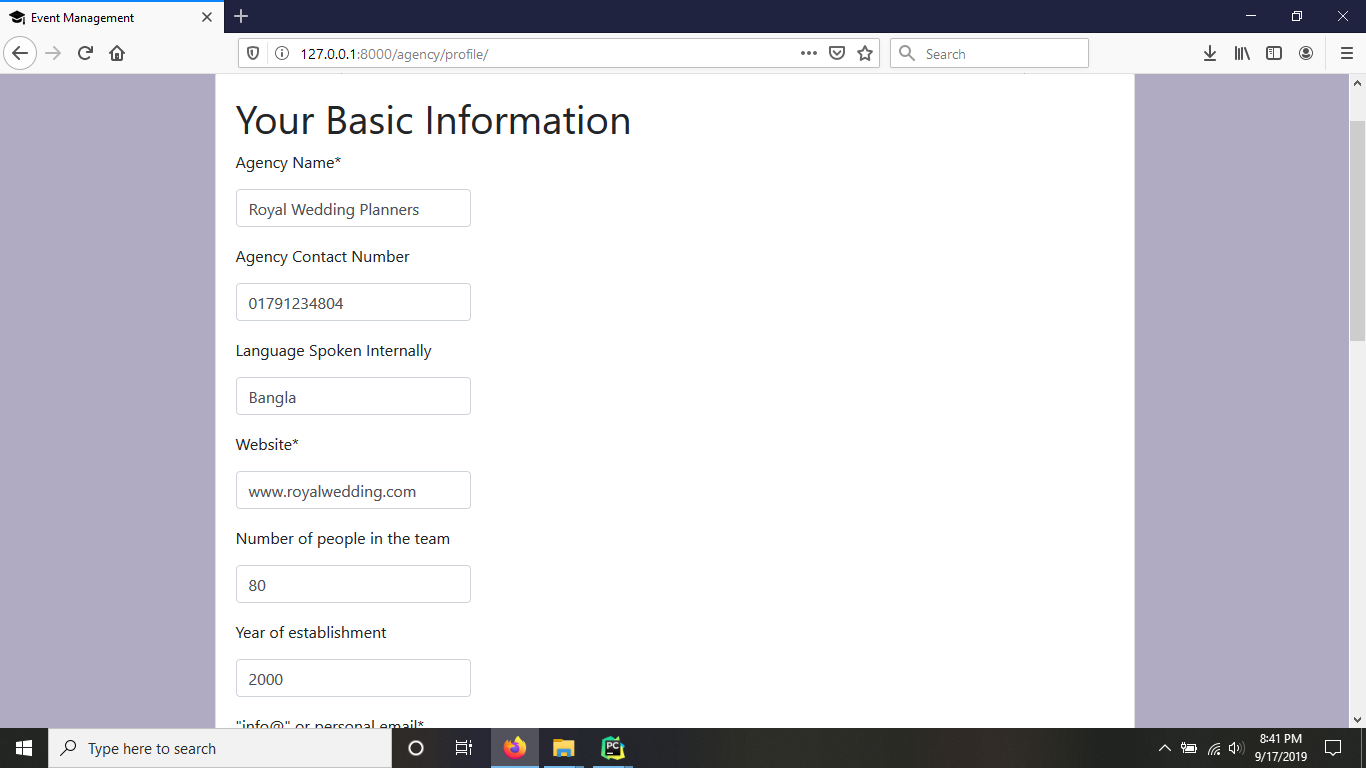 Event Management
127.0.0.1:8000/agency/profile/
Search
Your Basic Information
Agency Name*
Royal Wedding Planners
Agency Contact Number
01791234804
Language Spoken Internally
Bangla
Website*
www.royalwedding.com
Number of people in the team
80
Year of establishment
2000
"info@" or personal email*
Type here to search
PC
8:41 PM
9/17/2019